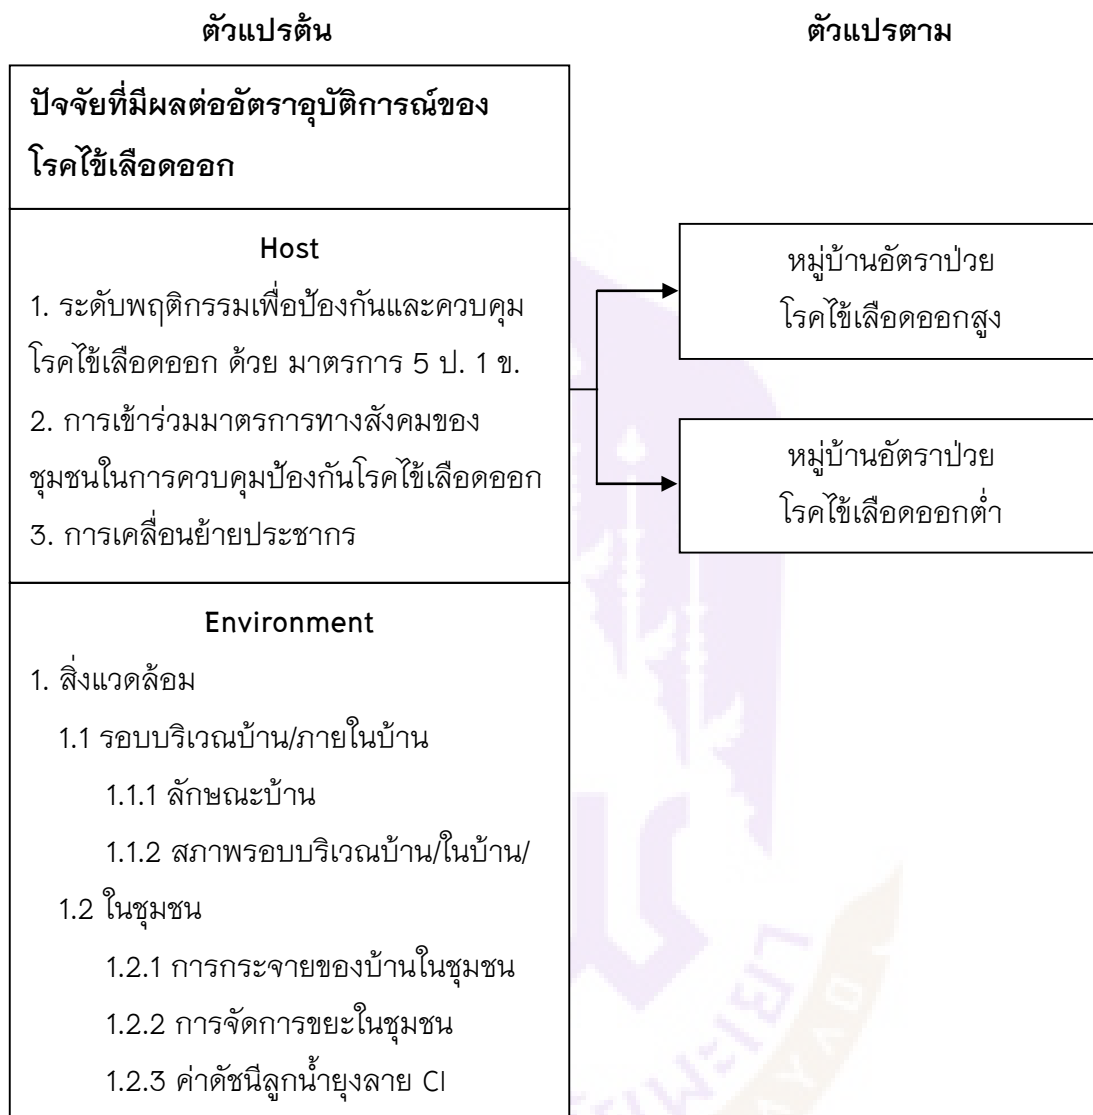 ตัวแปรต้น
ตัวแปรตาม
ปัจจัยที่มีผลต่ออัตราอุบัติการณ์ของ
โรคไข้เลือดออก
Host
1. ระดับพฤติกรรมเพื่อป้องกันและควบคุม
โรคไข้เลือดออก ด้วย มาตรการ 5 ป. 1 ข.
2. การเข้าร่วมมาตรการทางสังคมของ
ชุมชนในการควบคุมป้องกันโรคไข้เลือดออก
3. การเคลื่อนย้ายประชากร
Environment
1. สิ่งแวดล้อม
1.1 รอบบริเวณบ้าน/ภายในบ้าน
1.1.1 ลักษณะบ้าน
1.1.2 สภาพรอบบริเวณบ้าน/ในบ้าน/
1.2 ในชุมชน
1.2.1 การกระจายของบ้านในชุมชน
1.2.2 การจัดการขยะในชุมชน
1.2.3 ค่าดัชนีลูกน้ำยุงลาย CI
หมู่บ้านอัตราป่วย
โรคไข้เลือดออกสูง
หมู่บ้านอัตราป่วย
โรคไข้เลือดออกต่ำ